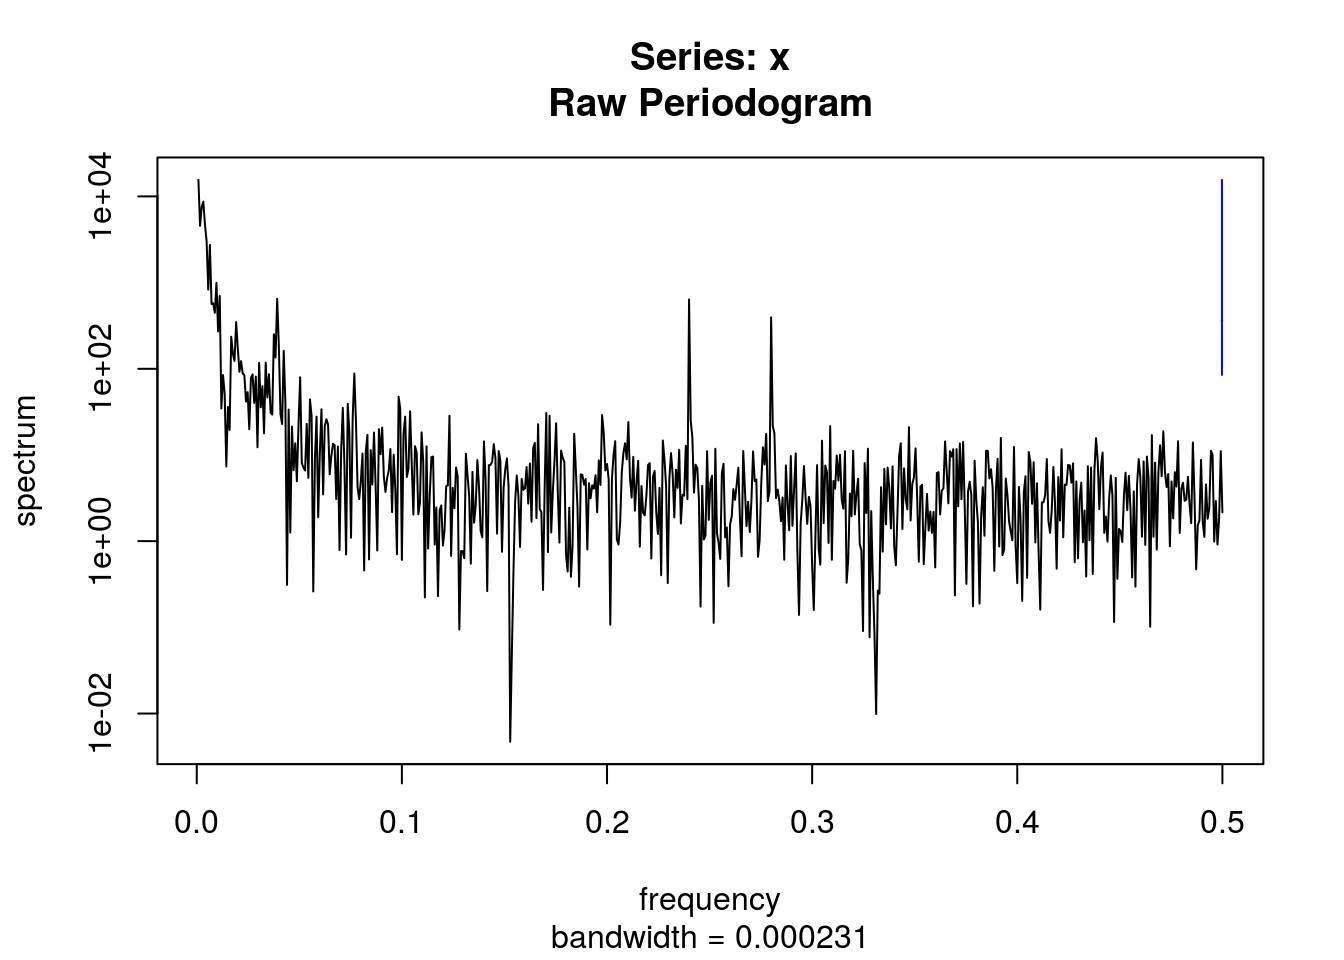 Series: x
Raw Periodogram
spectrum
1e+04
1e+02
1e+00
1e-02
0.0 0.1 0.2 0.3 0.4 0.5
frequency
bandwidth = 0.000231